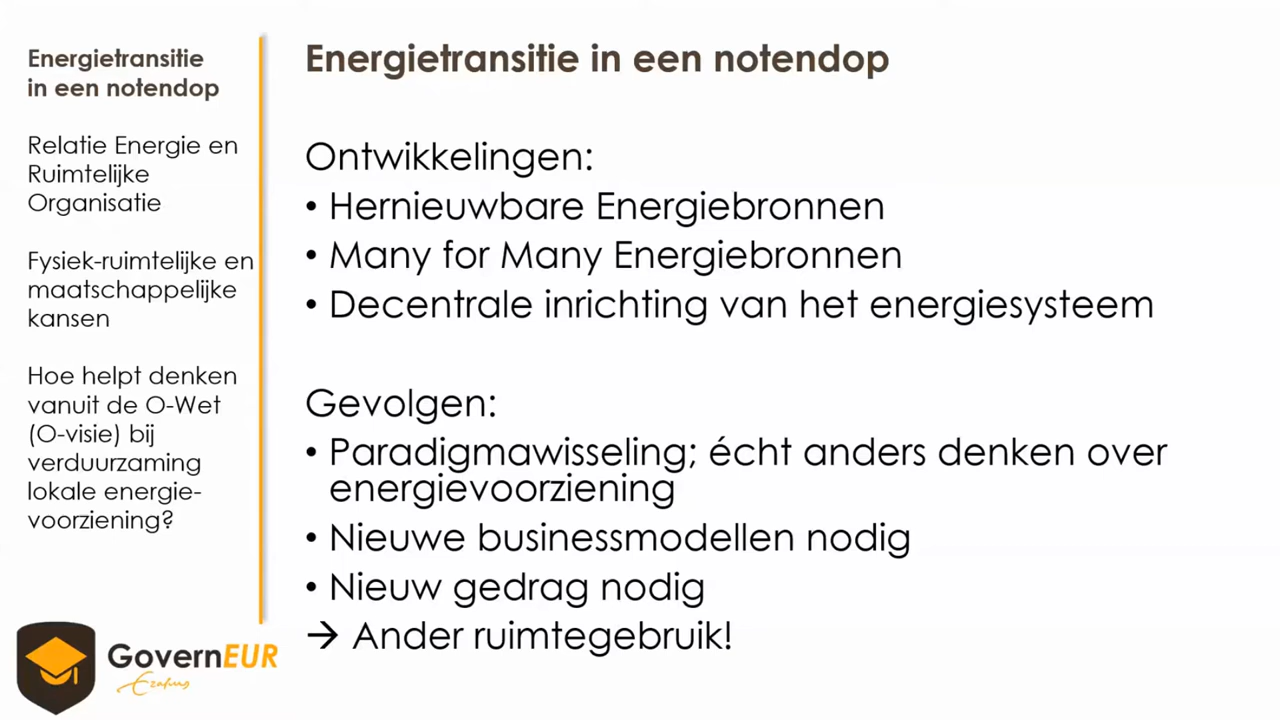 Energietransitie
in een notendop
Relatie Energie en
Ruimtelijke
Organisatie
Fysiek-ruimtelijke en
maatschappelijke
kansen
Hoe helpt denken
vanuit de O-Wet
(O-visie) bij
verduurzaming
lokale energie-
voorziening?
Energietransitie in een notendop
Ontwikkelingen:
• Hernieuwbare Energiebronnen
• Many for Many Energiebronnen
• Decentrale inrichting van het energiesysteem
Gevolgen:
• Paradigmawisseling; écht anders denken over
energievoorziening
• Nieuwe businessmodellen nodig
• Nieuw gedrag nodig
→ Ander ruimtegebruik!
GovernEUR
Erasmus